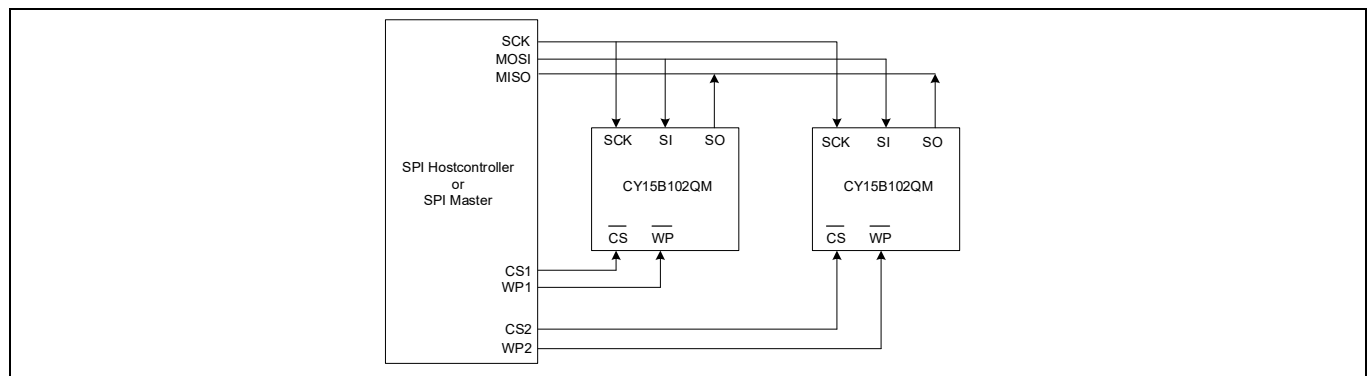 SCK
MOSI
MISO
SPI Hostcontroller
or
SPI Master
CS1
WP1
CS2
WP2
SCK SI SO
CY15B102QM
CS WP
SCK SI SO
CY15B102QM
CS WP